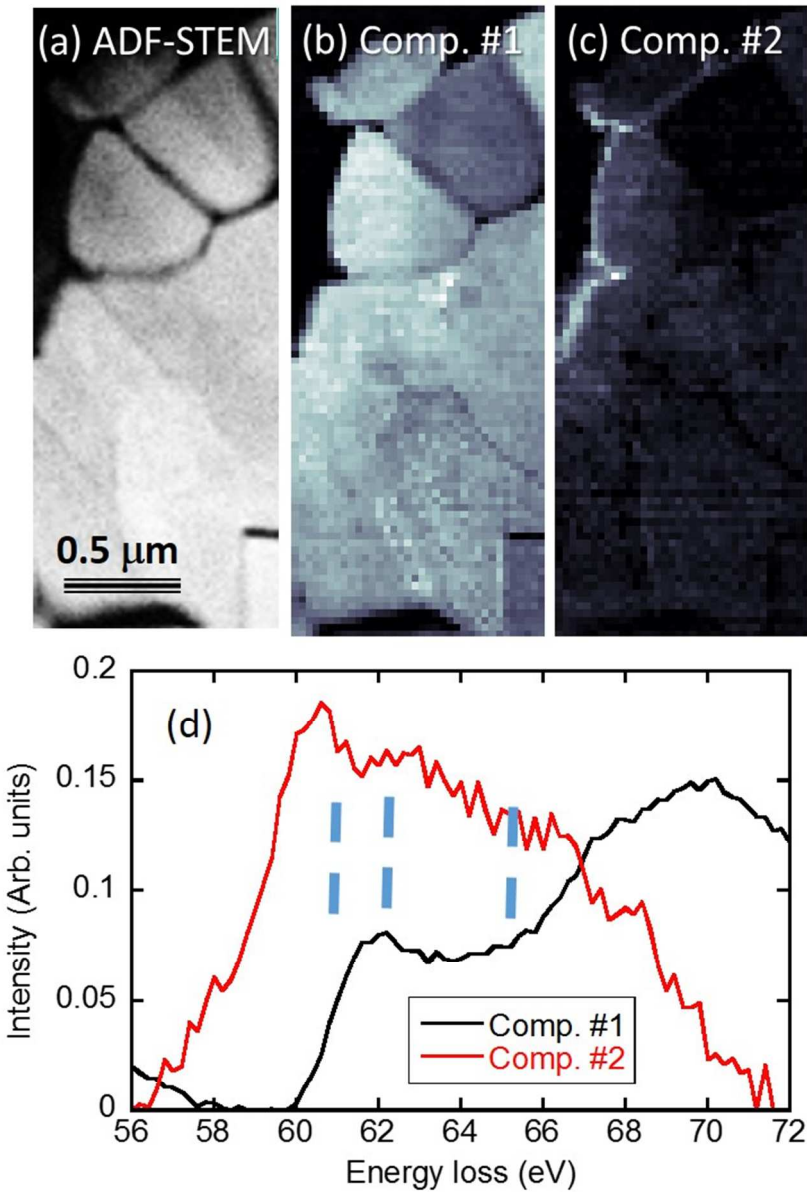 (a) ADF-STEM
(b) Comp. #1
(c) Comp. #2
0.5 μm
(d)
0.2
0.15
0.1
0.05
0
Intensity (Arb. units)
Comp. #1
Comp. #2
56 58 60 62 64 66 68 70 72
Energy loss (eV)